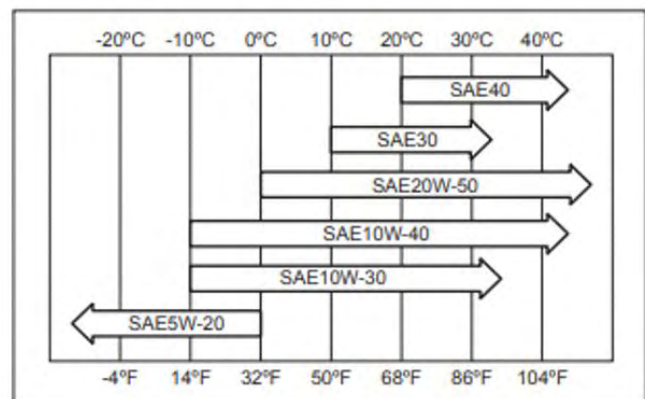 -20ºC -10ºC 0ºC 10ºC 20ºC 30ºC 40ºC
SAE40
SAE30
SAE20W-50
SAE10W-40
SAE10W-30
SAE5W-20
-4ºF 14ºF 32ºF 50ºF 68ºF 86ºF 104ºF